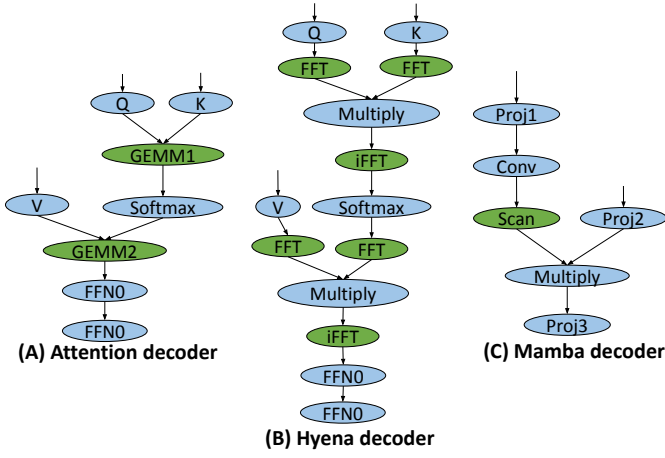 Q K
GEMM1
V Softmax
GEMM2
FFN0
FFN0
(A) Attention decoder
Q K
FFT FFT
Multiply
iFFT
V Softmax
FFT FFT
Multiply
iFFT
FFN0
FFN0
(B) Hyena decoder
Proj1
Conv
Scan Proj2
Multiply
Proj3
(C) Mamba decoder